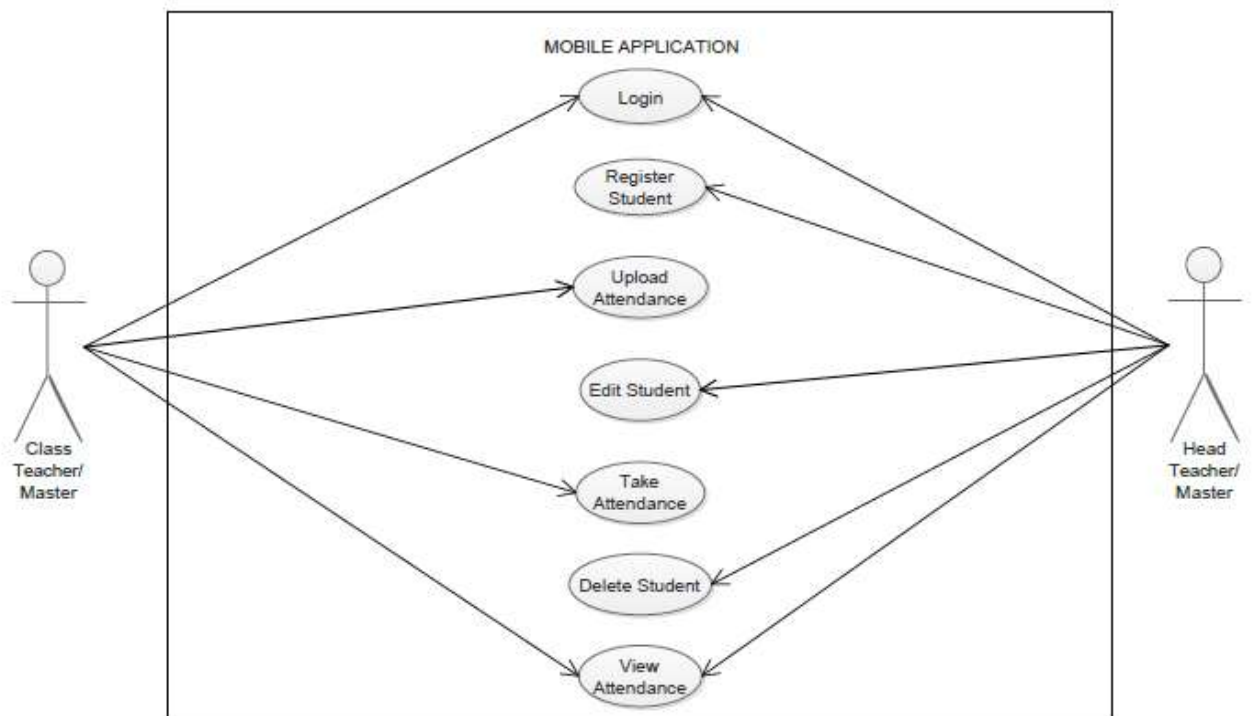 MOBILE APPLICATION
Login
Register
Student
Upload
Attendance
Edit Student
Take
Attendance
Delete Student
View
Attendance
Class
Teacher/
Master
Head
Teacher/
Master